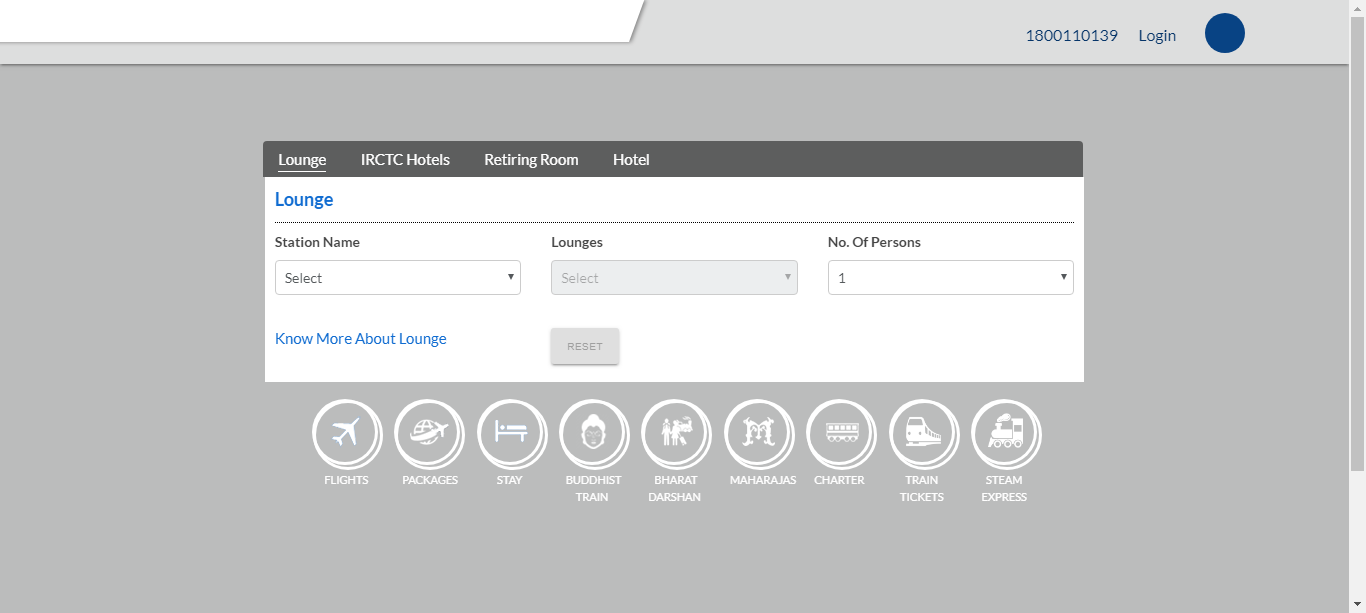 1800110139 Login
Lounge IRCTC Hotels Retiring Room Hotel
Lounge
Station Name Lounges No. Of Persons
Select Select 1
Know More About Lounge RESET
FLIGHTS PACKAGES STAY BUDDHIST BHARAT MAHARAJAS CHARTER TRAIN STEAM
TRAIN DARSHAN TICKETS EXPRESS